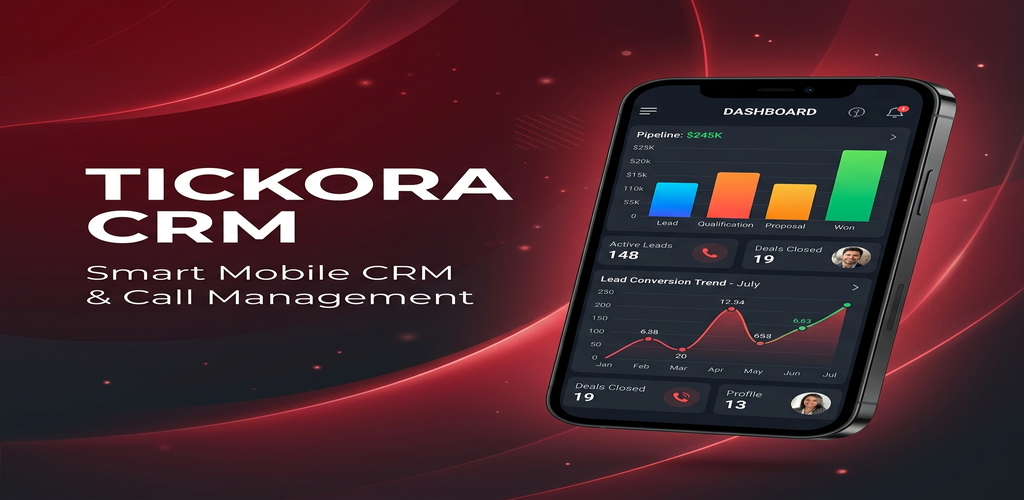 TICKORA
CRM
Smart Mobile CRM
& Call Management
DASHBOARD
1
Pipeline: $245K
$25K
$20k
$15k
110k
$5K
0
Lead Qualification Proposal Won
Active Leads
148
Deals Closed
19
Lead Conversion Trend - July
250
200
150
100
50
0
6.88
20
12.94
658
6.63
Jan Feb Mar Apr May Jun Jul
Deals Closed
19
Profile
13